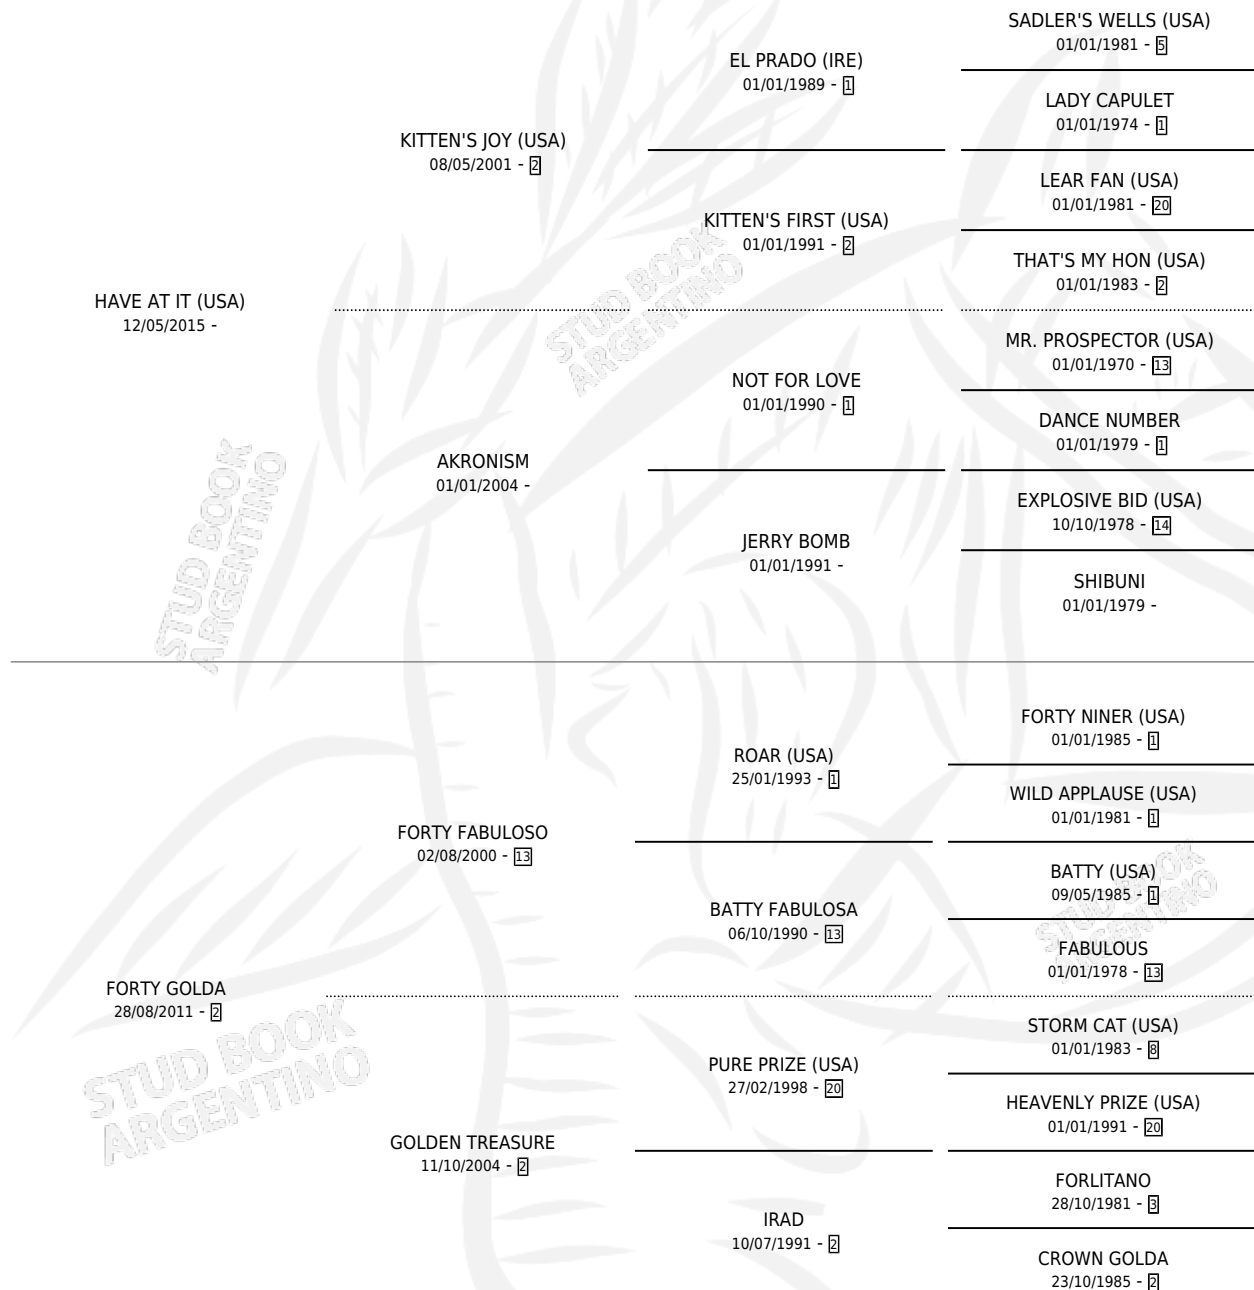 SADLER'S WELLS (USA)
01/01/1981 - 5
EL PRADO (IRE)
01/01/1989 - 1
LADY CAPULET
01/01/1974 - 1
KITTEN'S JOY (USA)
08/05/2001 - 2
LEAR FAN (USA)
01/01/1981 - 20
KITTEN'S FIRST (USA)
01/01/1991 - 2
THAT'S MY HON (USA)
01/01/1983 - 2
HAVE AT IT (USA)
12/05/2015 -
MR. PROSPECTOR (USA)
01/01/1970 - 13
NOT FOR LOVE
01/01/1990 - 1
DANCE NUMBER
01/01/1979 - 1
AKRONISM
01/01/2004 -
EXPLOSIVE BID (USA)
10/10/1978 - 14
JERRY BOMB
01/01/1991 -
SHIBUNI
01/01/1979 -
FORTY NINER (USA)
01/01/1985 - 1
ROAR (USA)
25/01/1993 - 1
WILD APPLAUSE (USA)
01/01/1981 - 1
FORTY FABULOSO
02/08/2000 - 13
BATTY (USA)
09/05/1985 - 1
BATTY FABULOSA
06/10/1990 - 13
FABULOUS
01/01/1978 - 13
FORTY GOLDA
28/08/2011 - 2
STORM CAT (USA)
01/01/1983 - 8
PURE PRIZE (USA)
27/02/1998 - 20
HEAVENLY PRIZE (USA)
01/01/1991 - 20
GOLDEN TREASURE
11/10/2004 - 2
FORLITANO
28/10/1981 - 3
IRAD
10/07/1991 - 2
CROWN GOLDA
23/10/1985 - 2
STUD BOOK
ARGENTINO
STUD BOOK
ARGENTINO
STUD BOOK
ARGENTINO
STUD BOOK
ARGENTINO